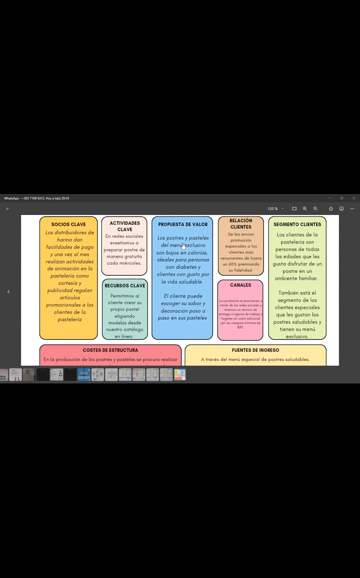 120 %
SOCIOS CLAVE
Los distribuidores de
harina dan
facilidades de pago
y una vez al mes
realizan actividades
de animación en la
pastelería como
cortesía y
publicidad regalan
artículos
promocionales a los
clientes de la
pastelería
ACTIVIDADES
CLAVE
En redes sociales
enseñamos a
preparar postre de
manera gratuita
cada miércoles.
RECURSOS CLAVE
Permitimos al
cliente crear su
propio pastel
eligiendo
modelos desde
nuestro catálogo
en línea.
PROPUESTA DE VALOR
Los postres y pasteles
del menú exclusivo
son bajos en calorías,
ideales para personas
con diabetes y
clientes con gusto por
la vida saludable.
El cliente puede
escoger su sabor y
decoración paso a
paso en sus pasteles
RELACIÓN
CLIENTES
Se les envían
promoción
especiales a los
clientes más
recurrentes de hasta
un 60% premiando
su fidelidad
CANALES
SEGMENTO CLIENTES
Los clientes de la
pastelería son
personas de todas
las edades que les
gusta disfrutar de un
postre en un
ambiente familiar.
También está el
segmento de los
clientes especiales
que les gustan los
postres saludables y
tienen su menú
exclusivo.
COSTES DE ESTRUCTURA
En la producción de los postres y pasteles se procura realizar
FUENTES DE INGRESO
A través del menú especial de postres saludables.